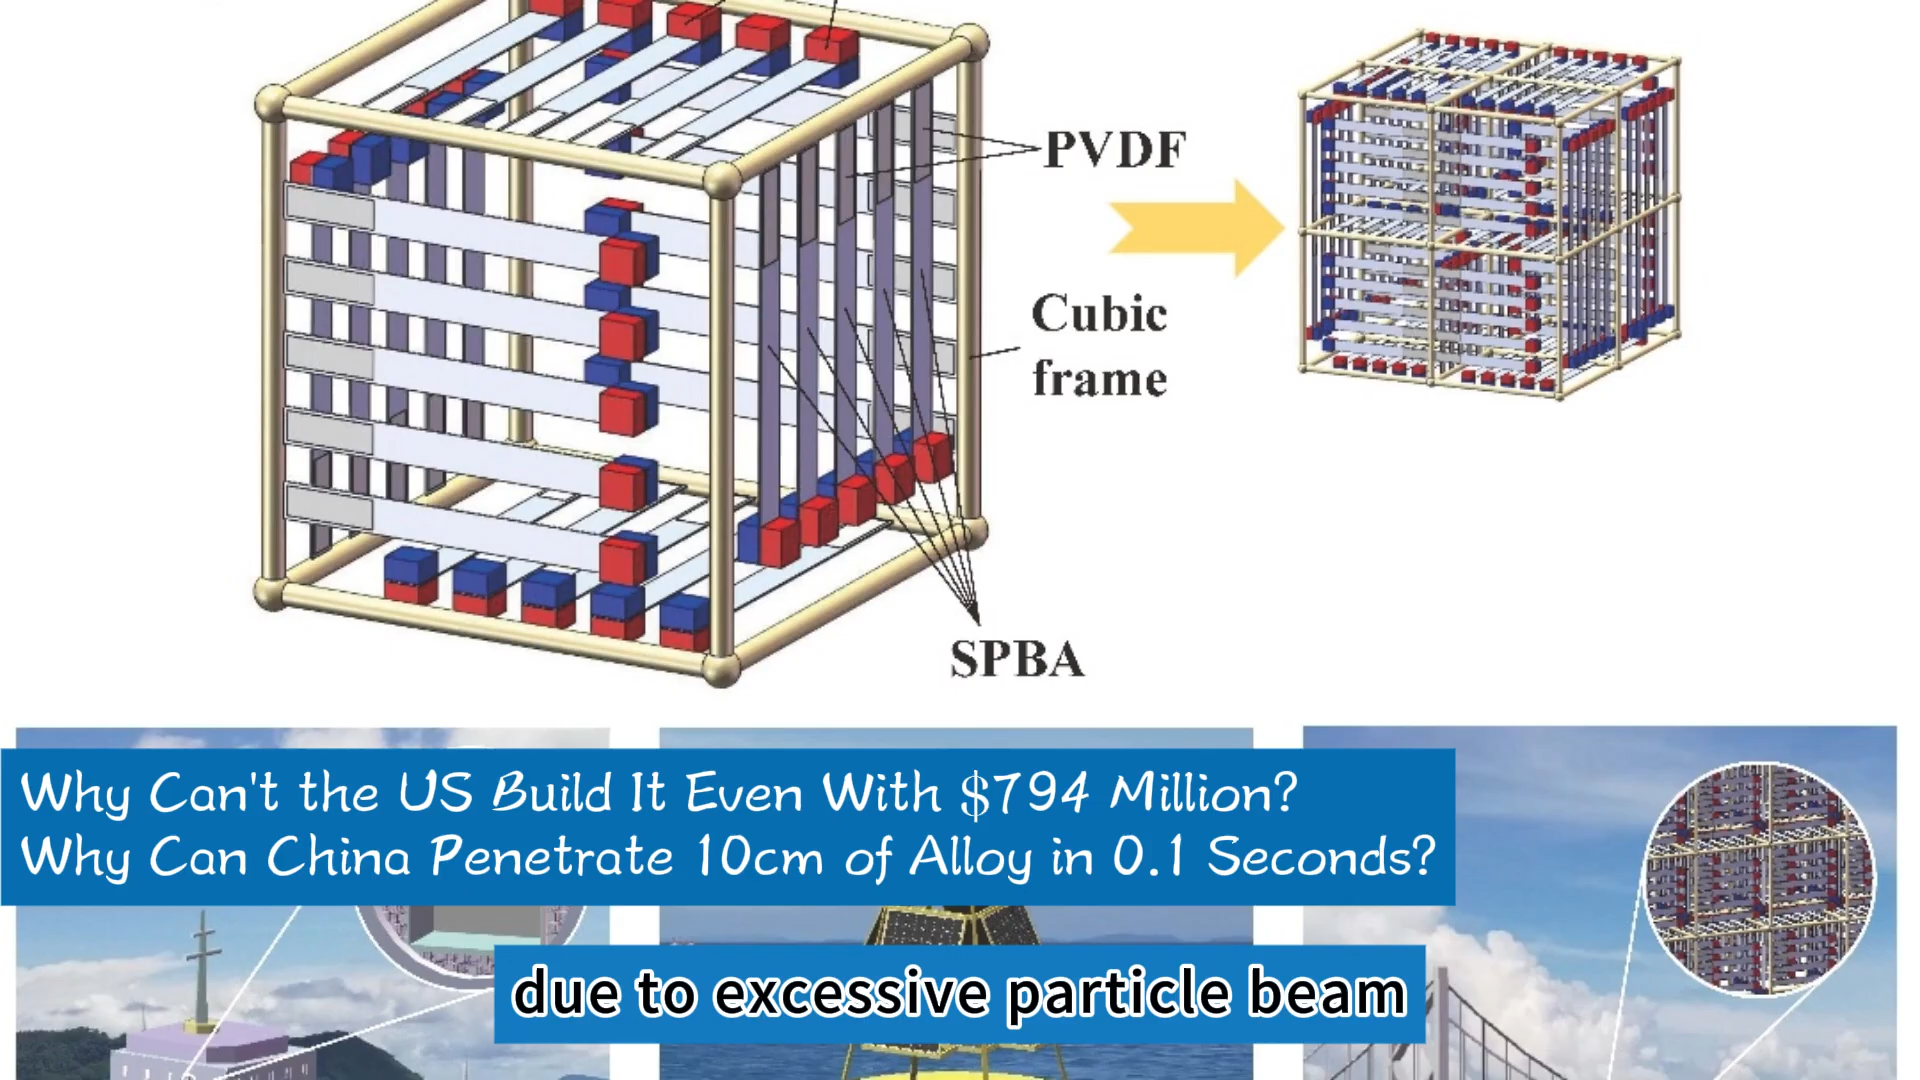 PVDF
Cubic
frame
SPBA
Why Can't the US Build It Even With $794 Million?
Why Can China Penetrate 10cm of Alloy in 0.1 Seconds?
due to excessive particle beam